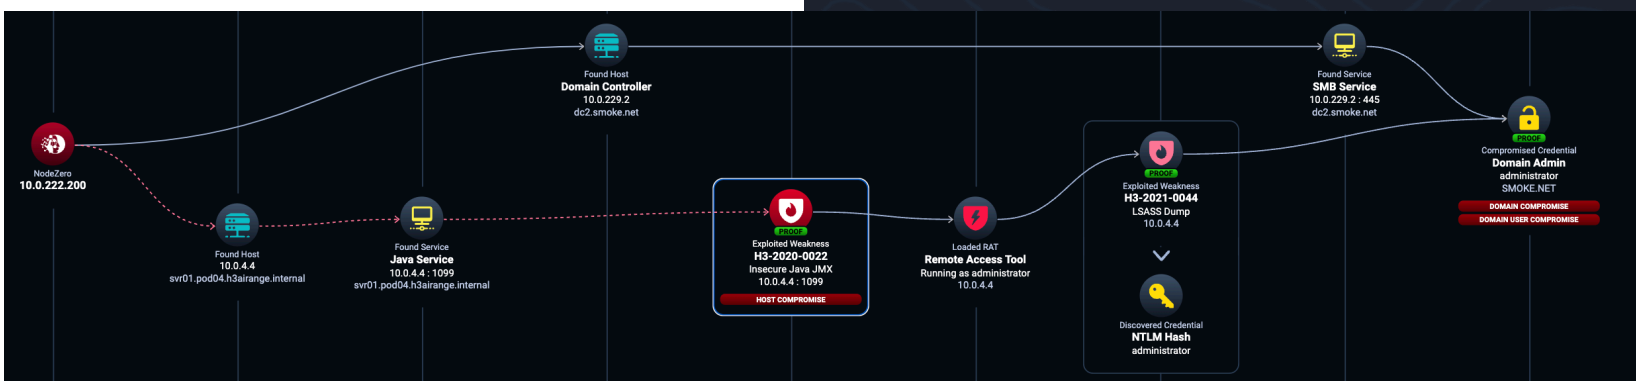 NodeZero
10.0.222.200
Found Host
10.0.4.4
svr01.pod04.h3airange.internal
Found Service
Java Service
10.0.4.4 : 1099
svr01.pod04.h3airange.internal
Found Host
Domain Controller
10.0.229.2
dc2.smoke.net
PROOF
Exploited Weakness
H3-2020-0022
Insecure Java JMX
10.0.4.4 : 1099
HOST COMPROMISE
Loaded RAT
Remote Access Tool
Running as administrator
10.0.4.4
PROOF
Exploited Weakness
H3-2021-0044
LSASS Dump
10.0.4.4
Discovered Credential
NTLM Hash
administrator
Found Service
SMB Service
10.0.229.2 : 445
dc2.smoke.net
PROOF
Compromised Credential
Domain Admin
administrator
SMOKE.NET
DOMAIN COMPROMISE
DOMAIN USER COMPROMISE